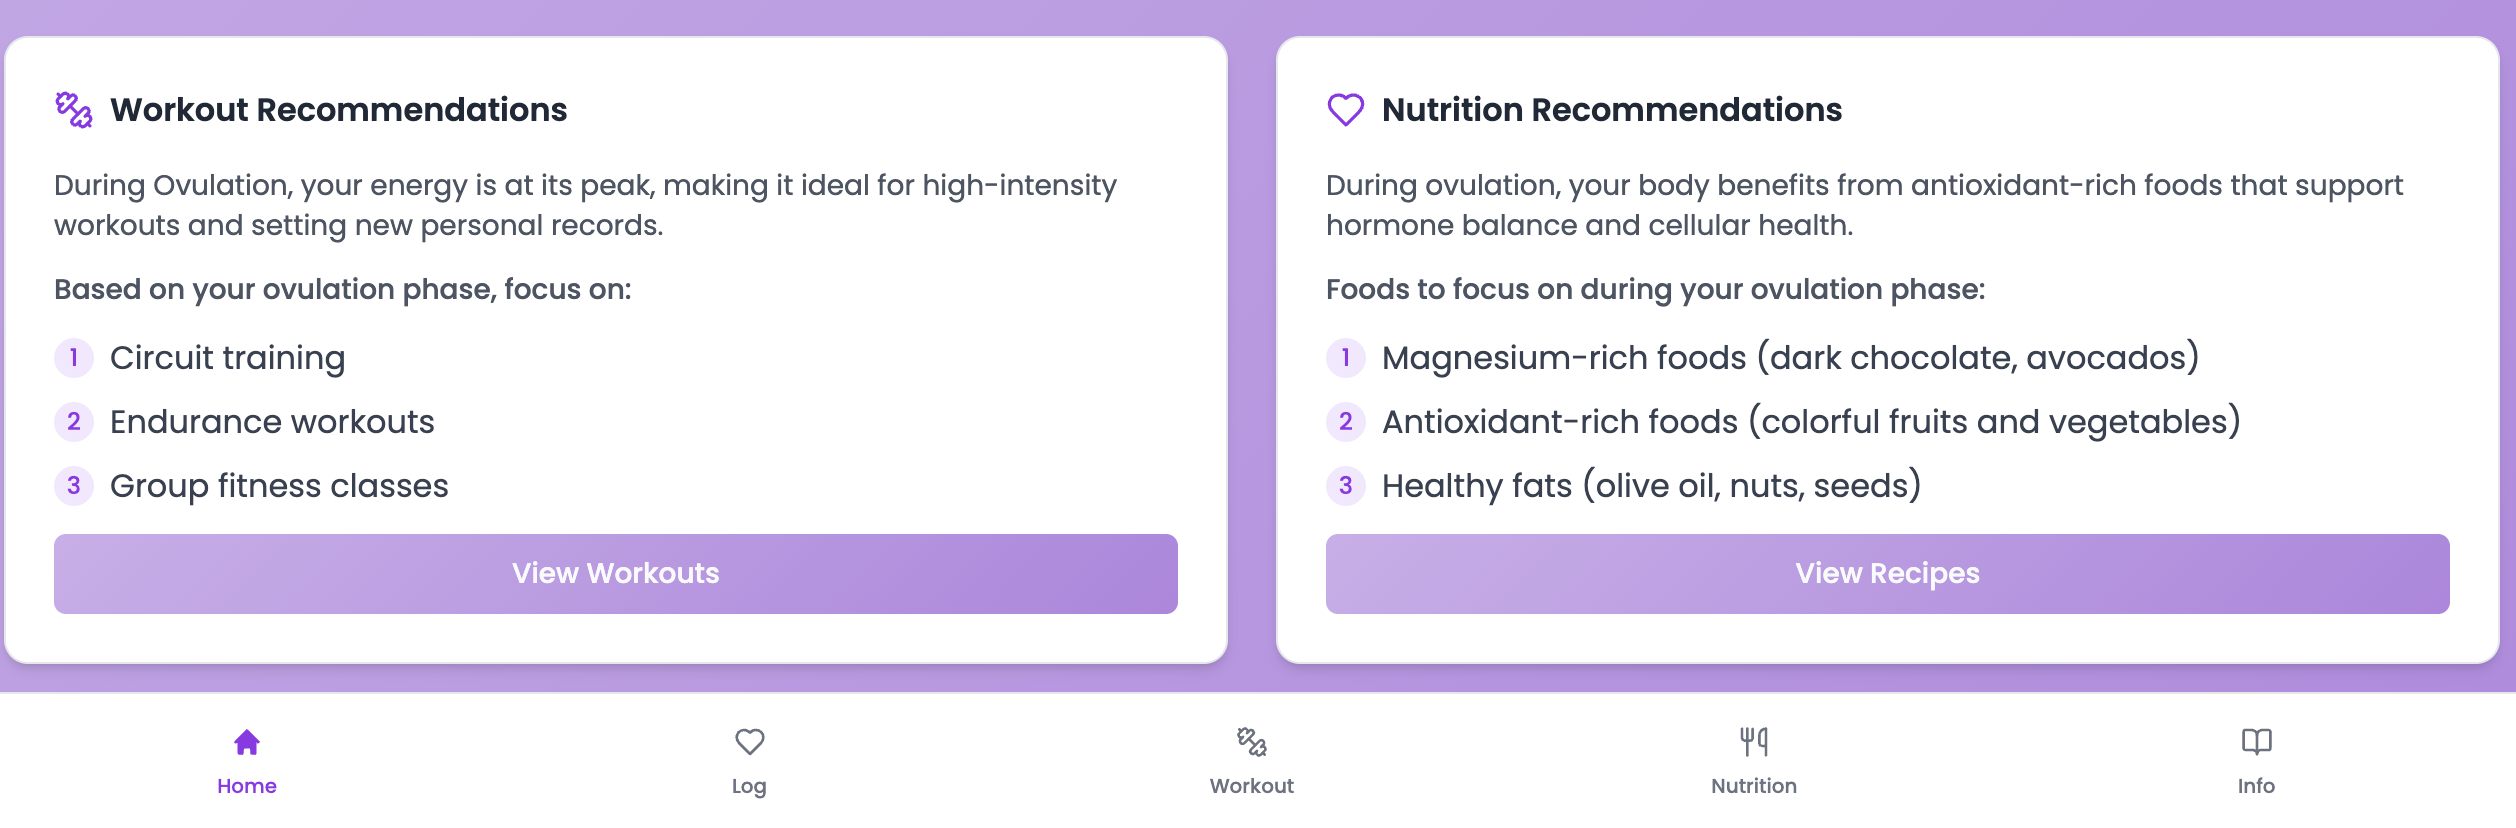 Workout Recommendations
During Ovulation, your energy is at its peak, making it ideal for high-intensity
workouts and setting new personal records.
Based on your ovulation phase, focus on:
1 Circuit training
2 Endurance workouts
3 Group fitness classes
View Workouts
Nutrition Recommendations
During ovulation, your body benefits from antioxidant-rich foods that support
hormone balance and cellular health.
Foods to focus on during your ovulation phase:
1 Magnesium-rich foods (dark chocolate, avocados)
2 Antioxidant-rich foods (colorful fruits and vegetables)
3 Healthy fats (olive oil, nuts, seeds)
View Recipes
Home
Log
Workout
Nutrition
Info